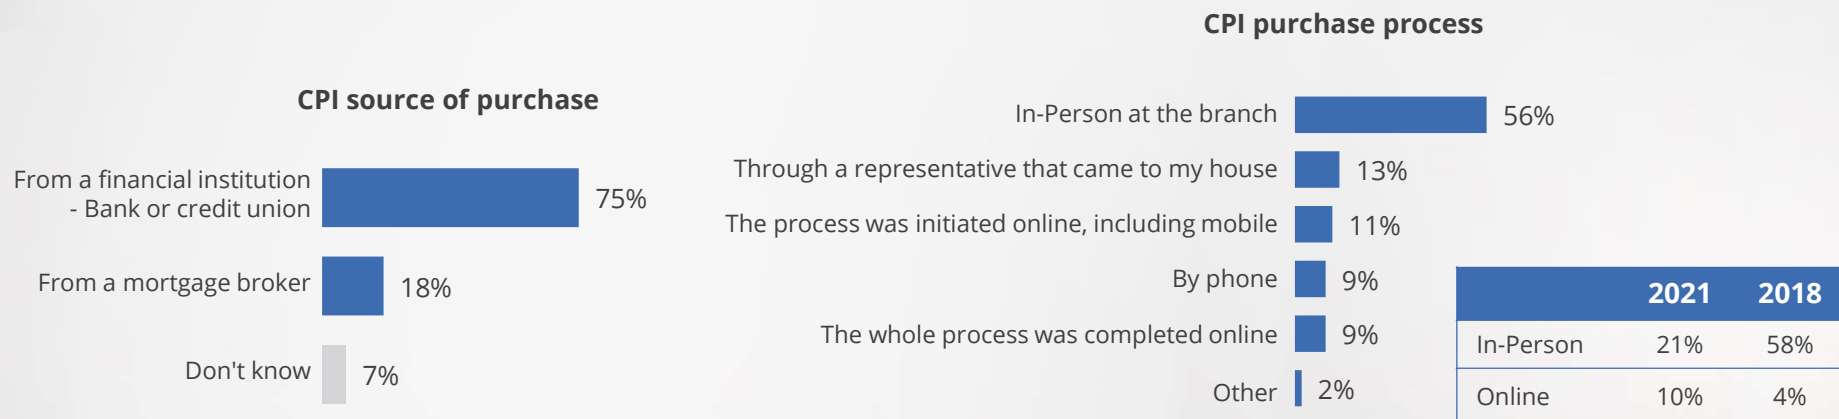 CPI source of purchase
From a financial institution
- Bank or credit union
75%
From a mortgage broker
18%
Don't know
7%
CPI purchase process
In-Person at the branch
56%
Through a representative that came to my house
13%
The process was initiated online, including mobile
11%
By phone
9%
The whole process was completed online
9%
Other
2%
2021 2018
In-Person 21% 58%
Online 10% 4%